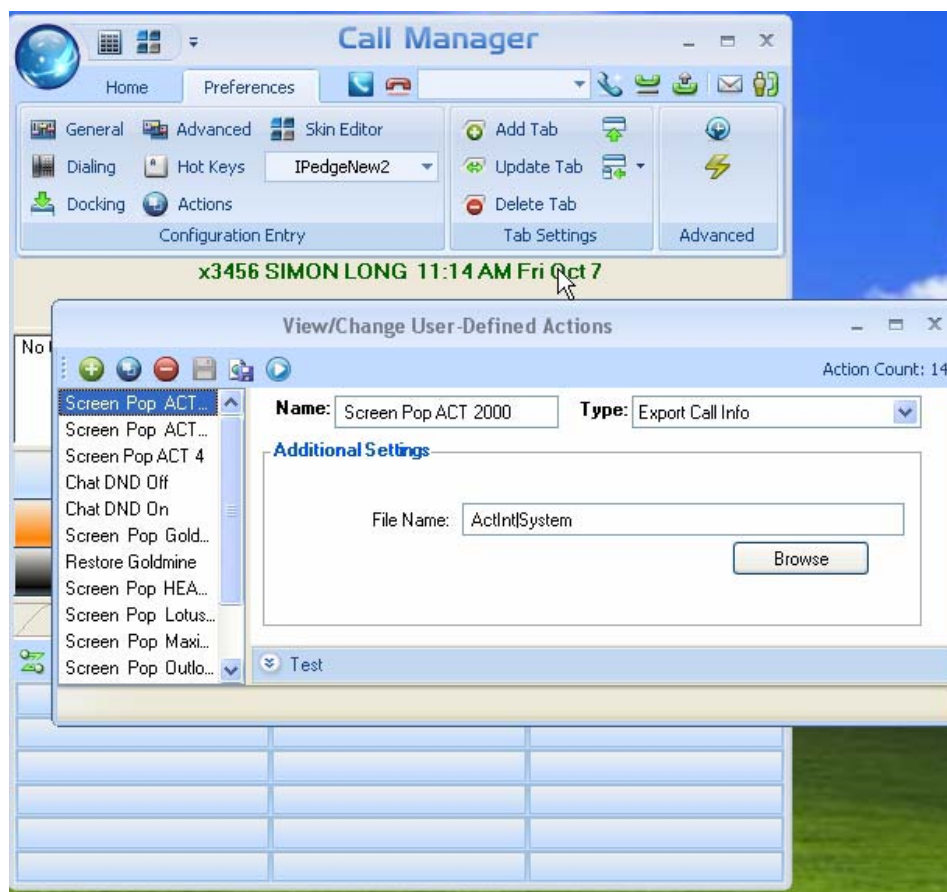 Call Manager
Home Preferences
General Advanced Skin Editor Add Tab
Dialing Hot Keys IPedgeNew2 Update Tab
Docking Actions Delete Tab
Configuration Entry Tab Settings Advanced
x3456 SIMON LONG 11:14 AM Fri Oct 7
View/Change User-Defined Actions
No
Action Count: 14
Screen Pop ACT... Name: Screen Pop ACT 2000 Type: Export Call Info
Screen Pop ACT...
Additional Settings
Screen Pop ACT 4
Chat DND Off
Chat DND On
File Name: ActInt|System
Screen Pop Gold...
Restore Goldmine
Browse
Screen Pop HEA...
Screen Pop Lotus...
Screen Pop Maxi...
Screen Pop Outlo...
Test